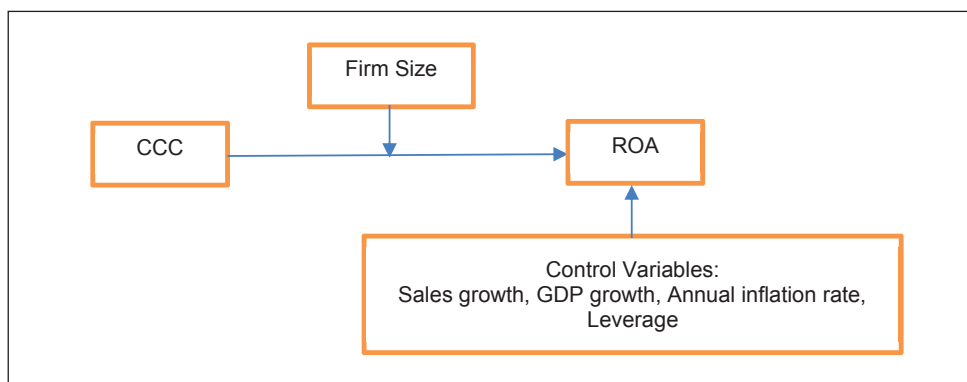 Firm Size
CCC
ROA
Control Variables:
Sales growth, GDP growth, Annual inflation rate,
Leverage